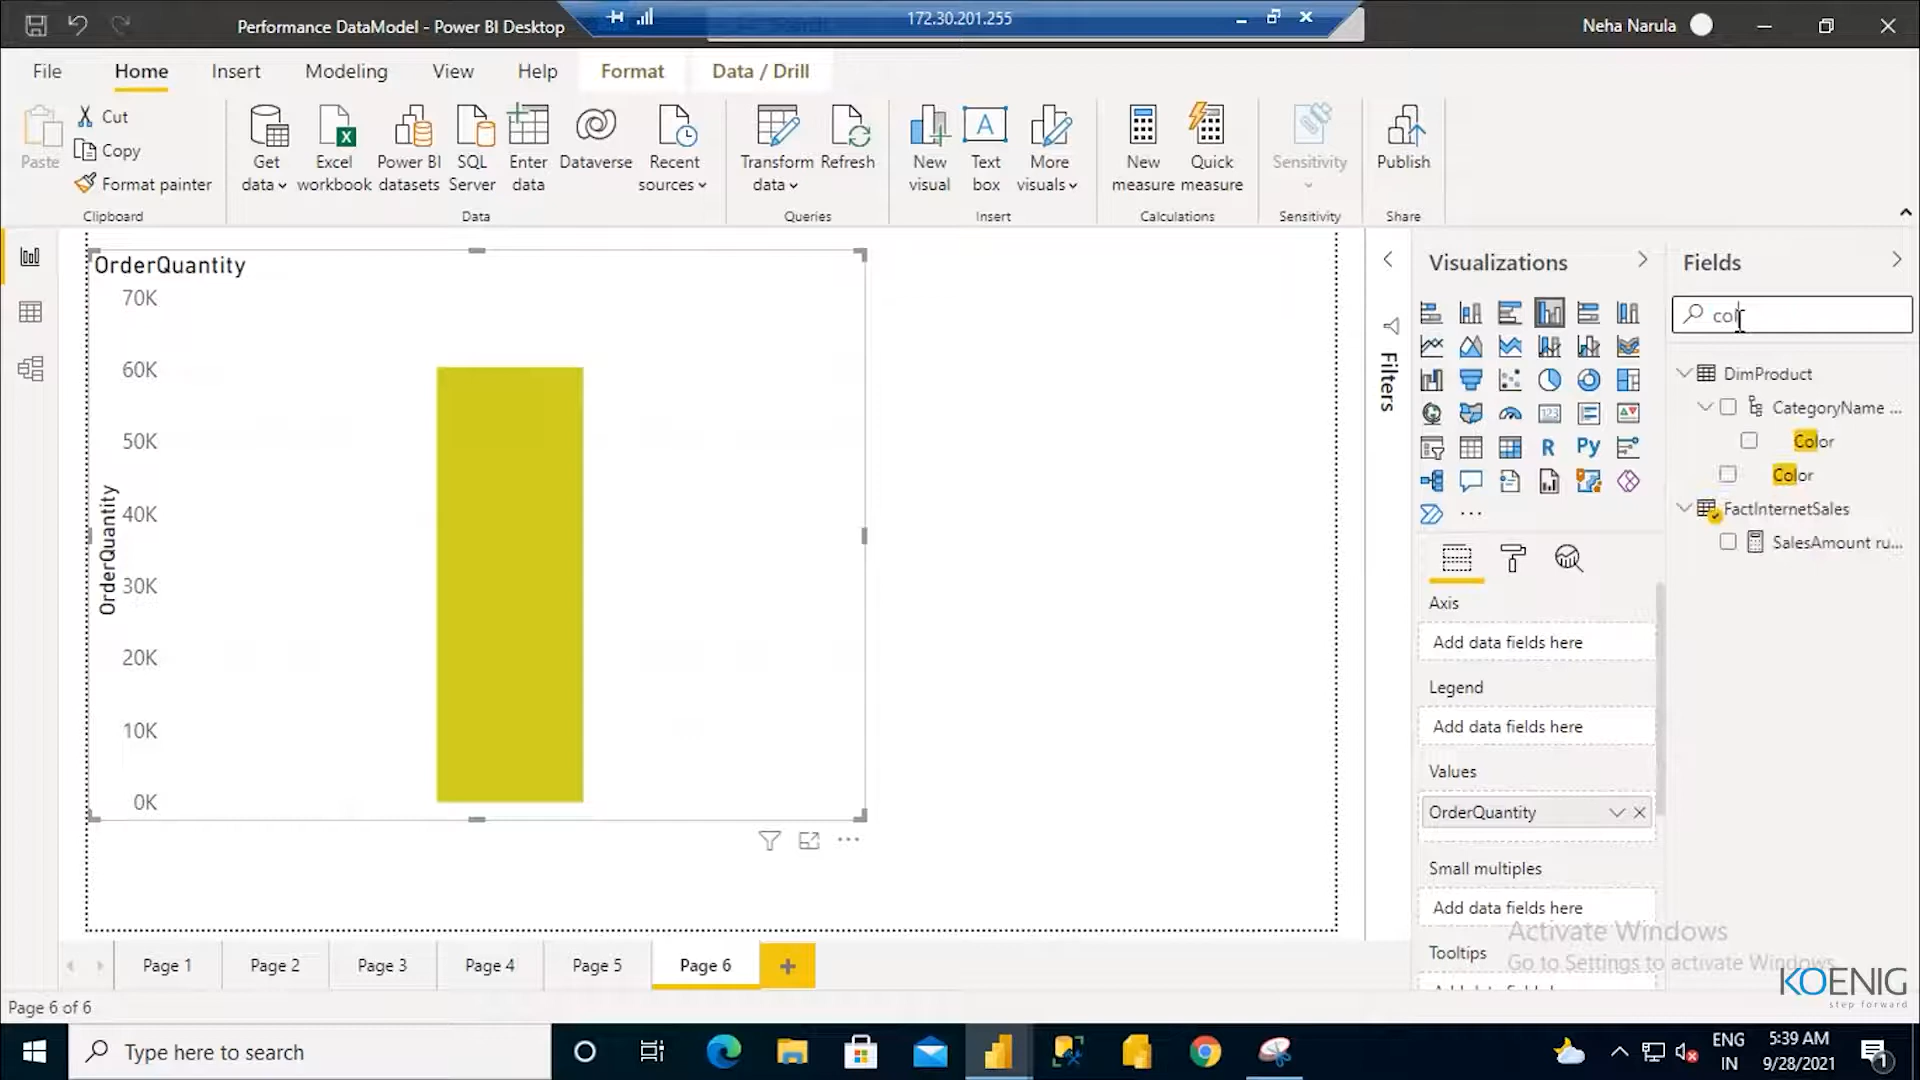 Performance DataModel - Power BI Desktop
172.30.201.255
Neha Narula
File
Home
Insert
Modeling
View
Help
Format
Data / Drill
Paste
Cut
Copy
Format painter
Clipboard
Get data
Excel workbook
Power BI datasets
SQL Server
Enter data
Dataverse
Recent sources
Data
Transform data
Refresh
Queries
New visual
Text box
More visuals
Insert
New measure
Quick measure
Calculations
Sensitivity
Sensitivity
Publish
Share
OrderQuantity
70K
60K
50K
40K
30K
20K
10K
0K
OrderQuantity
Filters
Visualizations
R
Py
123
Axis
Add data fields here
Legend
Add data fields here
Values
OrderQuantity
Small multiples
Add data fields here
Tooltips
Fields
col
DimProduct
CategoryName ...
Color
Color
FactInternetSales
SalesAmount ru...
Activate Windows
Go to Settings to activate Windows.
KOENIG
step forward
Page 1
Page 2
Page 3
Page 4
Page 5
Page 6
Page 6 of 6
Type here to search
ENG
IN
5:39 AM
9/28/2021
1